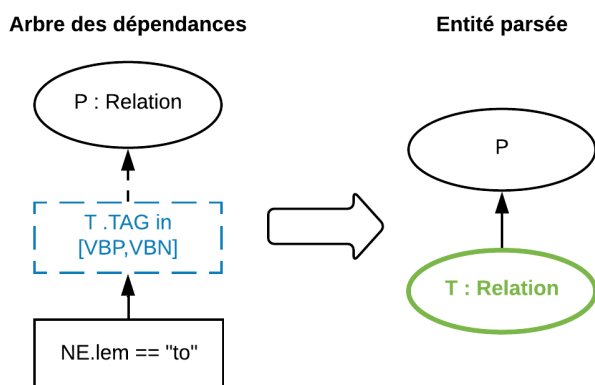 Arbre des dépendances
Entité parsée
P : Relation
P
T .TAG in
[VBP,VBN]
T : Relation
NE.lem == "to"